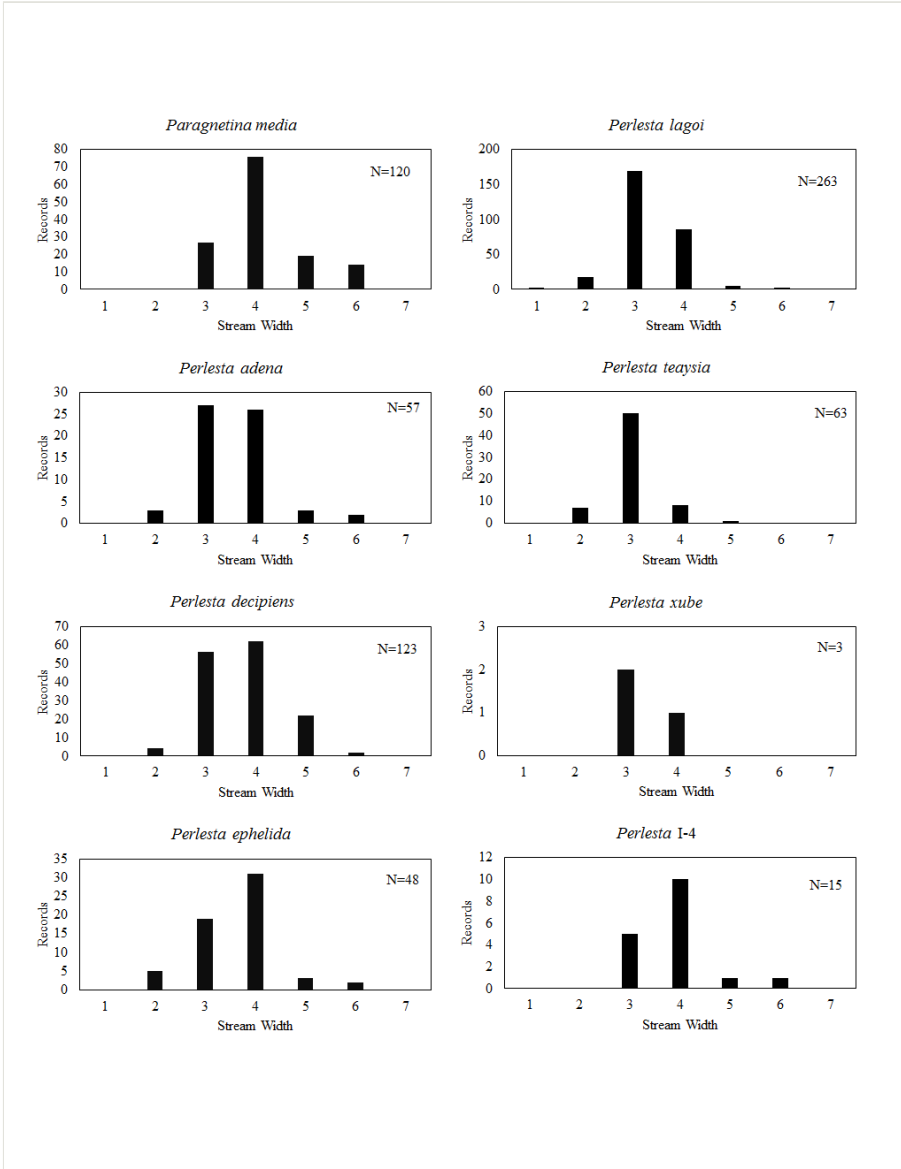 Paragnetina media
80
70
60
50
40
30
20
10
0
Records
N=120
1 2 3 4 5 6 7
Stream Width
Perlesta lagoi
200
150
100
50
0
Records
N=263
1 2 3 4 5 6 7
Stream Width
Perlesta adena
30
25
20
15
10
5
0
Records
N=57
1 2 3 4 5 6 7
Stream Width
Perlesta teaysia
60
50
40
30
20
10
0
Records
N=63
1 2 3 4 5 6 7
Stream Width
Perlesta decipiens
70
60
50
40
30
20
10
0
Records
N=123
1 2 3 4 5 6 7
Stream Width
Perlesta xube
3
2
1
0
Records
N=3
1 2 3 4 5 6 7
Stream Width
Perlesta ephelida
35
30
25
20
15
10
5
0
Records
N=48
1 2 3 4 5 6 7
Stream Width
Perlesta I-4
12
10
8
6
4
2
0
Records
N=15
1 2 3 4 5 6 7
Stream Width